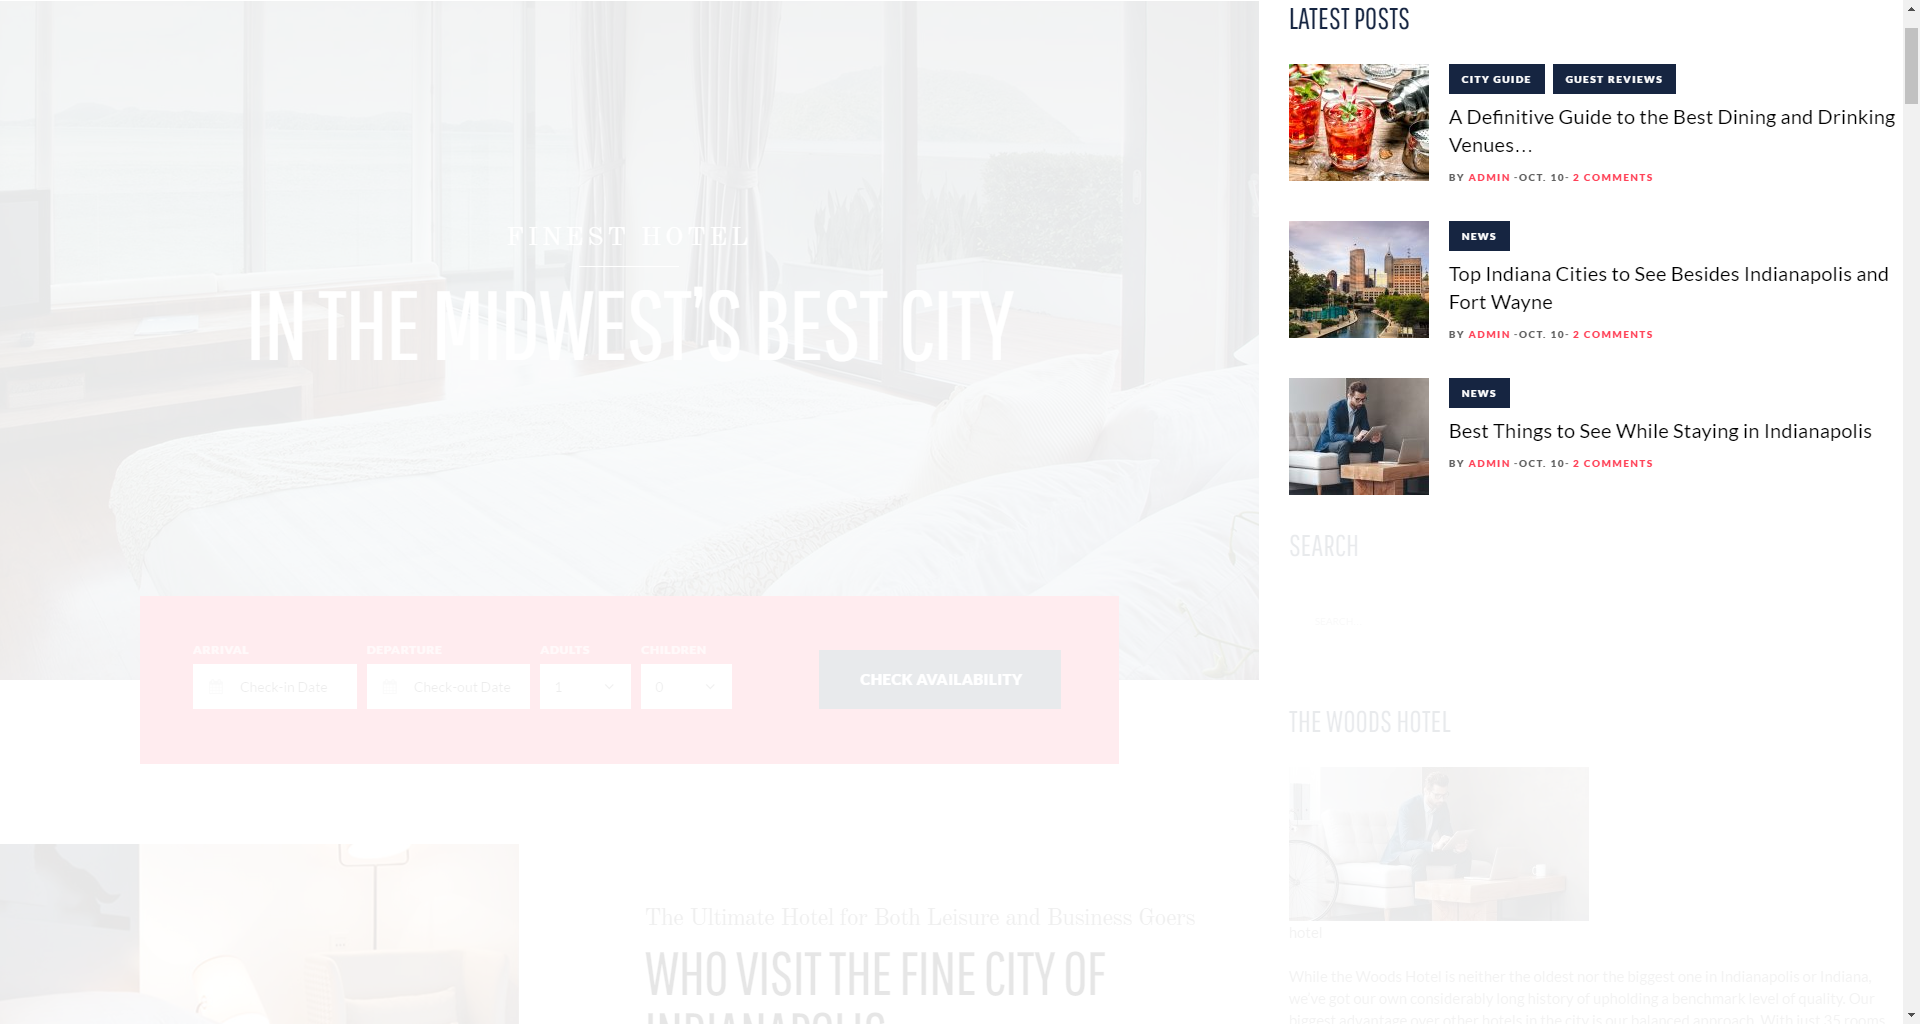 FINEST HOTEL
IN THE MIDWEST'S BEST CITY
ARRIVAL
DEPARTURE
ADULTS
CHILDREN
Check-in Date
Check-out Date
1
0
CHECK AVAILABILITY
The Ultimate Hotel for Both Leisure and Business Goers
WHO VISIT THE FINE CITY OF
INDIANAPOLIS
LATEST POSTS
CITY GUIDE
GUEST REVIEWS
A Definitive Guide to the Best Dining and Drinking
Venues…
BY ADMIN -OCT. 10- 2 COMMENTS
NEWS
Top Indiana Cities to See Besides Indianapolis and
Fort Wayne
BY ADMIN -OCT. 10- 2 COMMENTS
NEWS
Best Things to See While Staying in Indianapolis
BY ADMIN -OCT. 10- 2 COMMENTS
SEARCH
SEARCH
THE WOODS HOTEL
hotel
While the Woods Hotel is neither the oldest nor the biggest one in Indianapolis or Indiana,
we've got our own considerably long history of upholding a benchmark level of quality. Our
biggest advantage over other hotels in the city is our balanced approach. With just 35 rooms